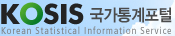 KOSIS 국가통계포털
Korean Statistical Information Service